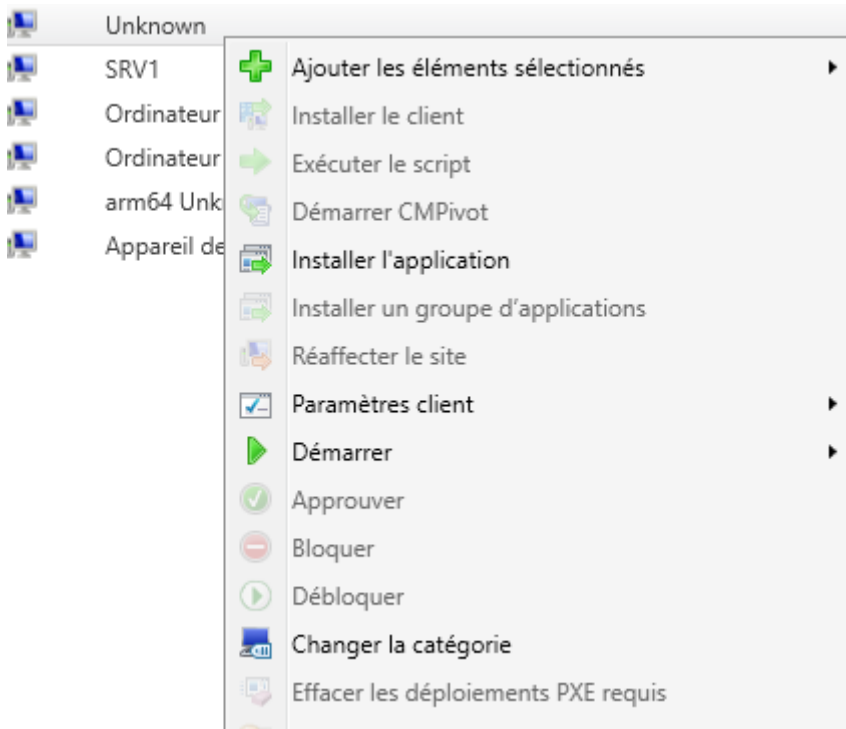 Unknown
SRV1
Ordinateur
Ordinateur
arm64 Unk
Appareil de
Ajouter les éléments sélectionnés
Installer le client
Exécuter le script
Démarrer CMPivot
Installer l'application
Installer un groupe d’applications
Réaffecter le site
Paramètres client
Démarrer
Approuver
Bloquer
Débloquer
Changer la catégorie
Effacer les déploiements PXE requis